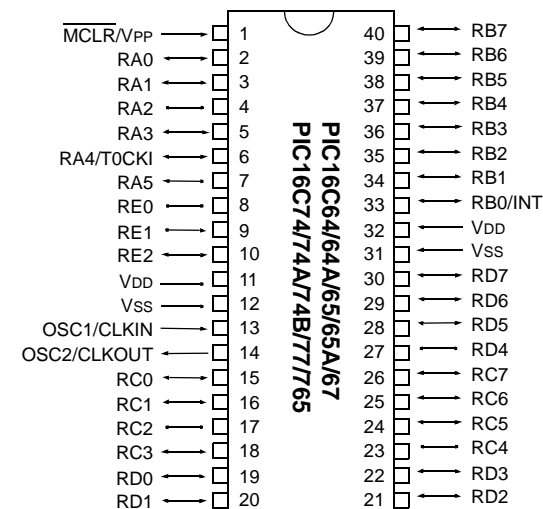 MCLR/VPP 1 40 RB7
RA0 2 39 RB6
RA1 3 38 RB5
RA2 4 37 RB4
RA3 5 36 RB3
RA4/T0CKI 6 35 RB2
RA5 7 34 RB1
RE0 8 33 RB0/INT
RE1 9 32 VDD
RE2 10 31 VSS
VDD 11 30 RD7
VSS 12 29 RD6
OSC1/CLKIN 13 28 RD5
OSC2/CLKOUT 14 27 RD4
RC0 15 26 RC7
RC1 16 25 RC6
RC2 17 24 RC5
RC3 18 23 RC4
RD0 19 22 RD3
RD1 20 21 RD2
PIC16C64/64A/65/65A/67
PIC16C74/74A/74B/77/765